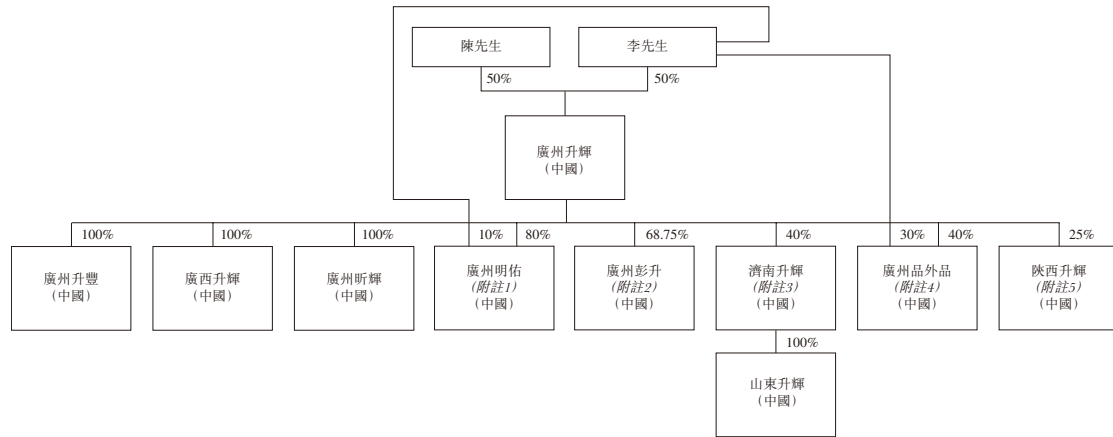 陳先生
李先生
50%
50%
廣州升輝
(中國)
100%
100%
100%
10%
80%
68.75%
40%
30%
40%
25%
廣州升豐
(中國)
廣西升輝
(中國)
廣州昕輝
(中國)
廣州明佑
(附註1)
(中國)
廣州彭升
(附註2)
(中國)
濟南升輝
(附註3)
(中國)
廣州品外品
(附註4)
(中國)
陝西升輝
(附註5)
(中國)
100%
山東升輝
(中國)